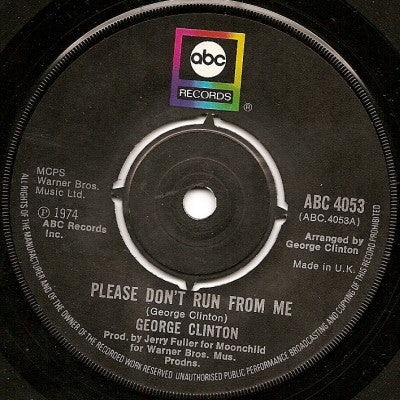 abc
RECORDS
®
MCPS
Warner Bros.
Music Ltd.
℗ 1974
ABC Records
Inc.
ABC 4053
(ABC.4053A)
Arranged by
George Clinton
Made in U.K.
PLEASE DON'T RUN FROM ME
(George Clinton)
GEORGE CLINTON
Prod. by Jerry Fuller for Moonchild
for Warner Bros. Mus.
Prodns.
ALL RIGHTS OF THE MANUFACTURER AND OF THE OWNER OF THE RECORDED WORK RESERVED UNAUTHORISED PUBLIC PERFORMANCE BROADCASTING AND COPYING OF THIS RECORD PROHIBITED